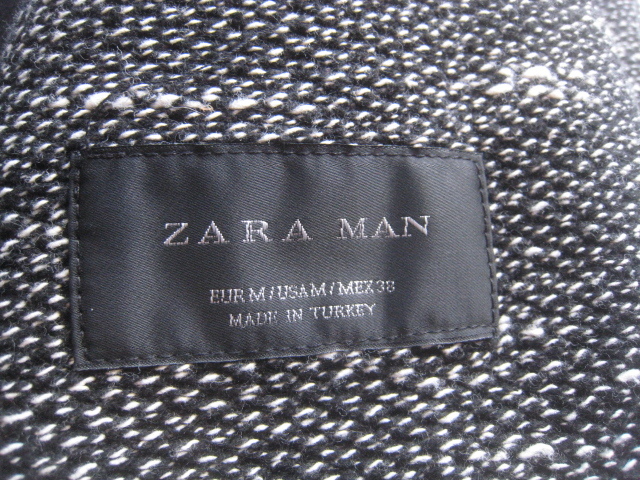 ZARA MAN
EUR M / USA M / MEX 38
MADE IN TURKEY